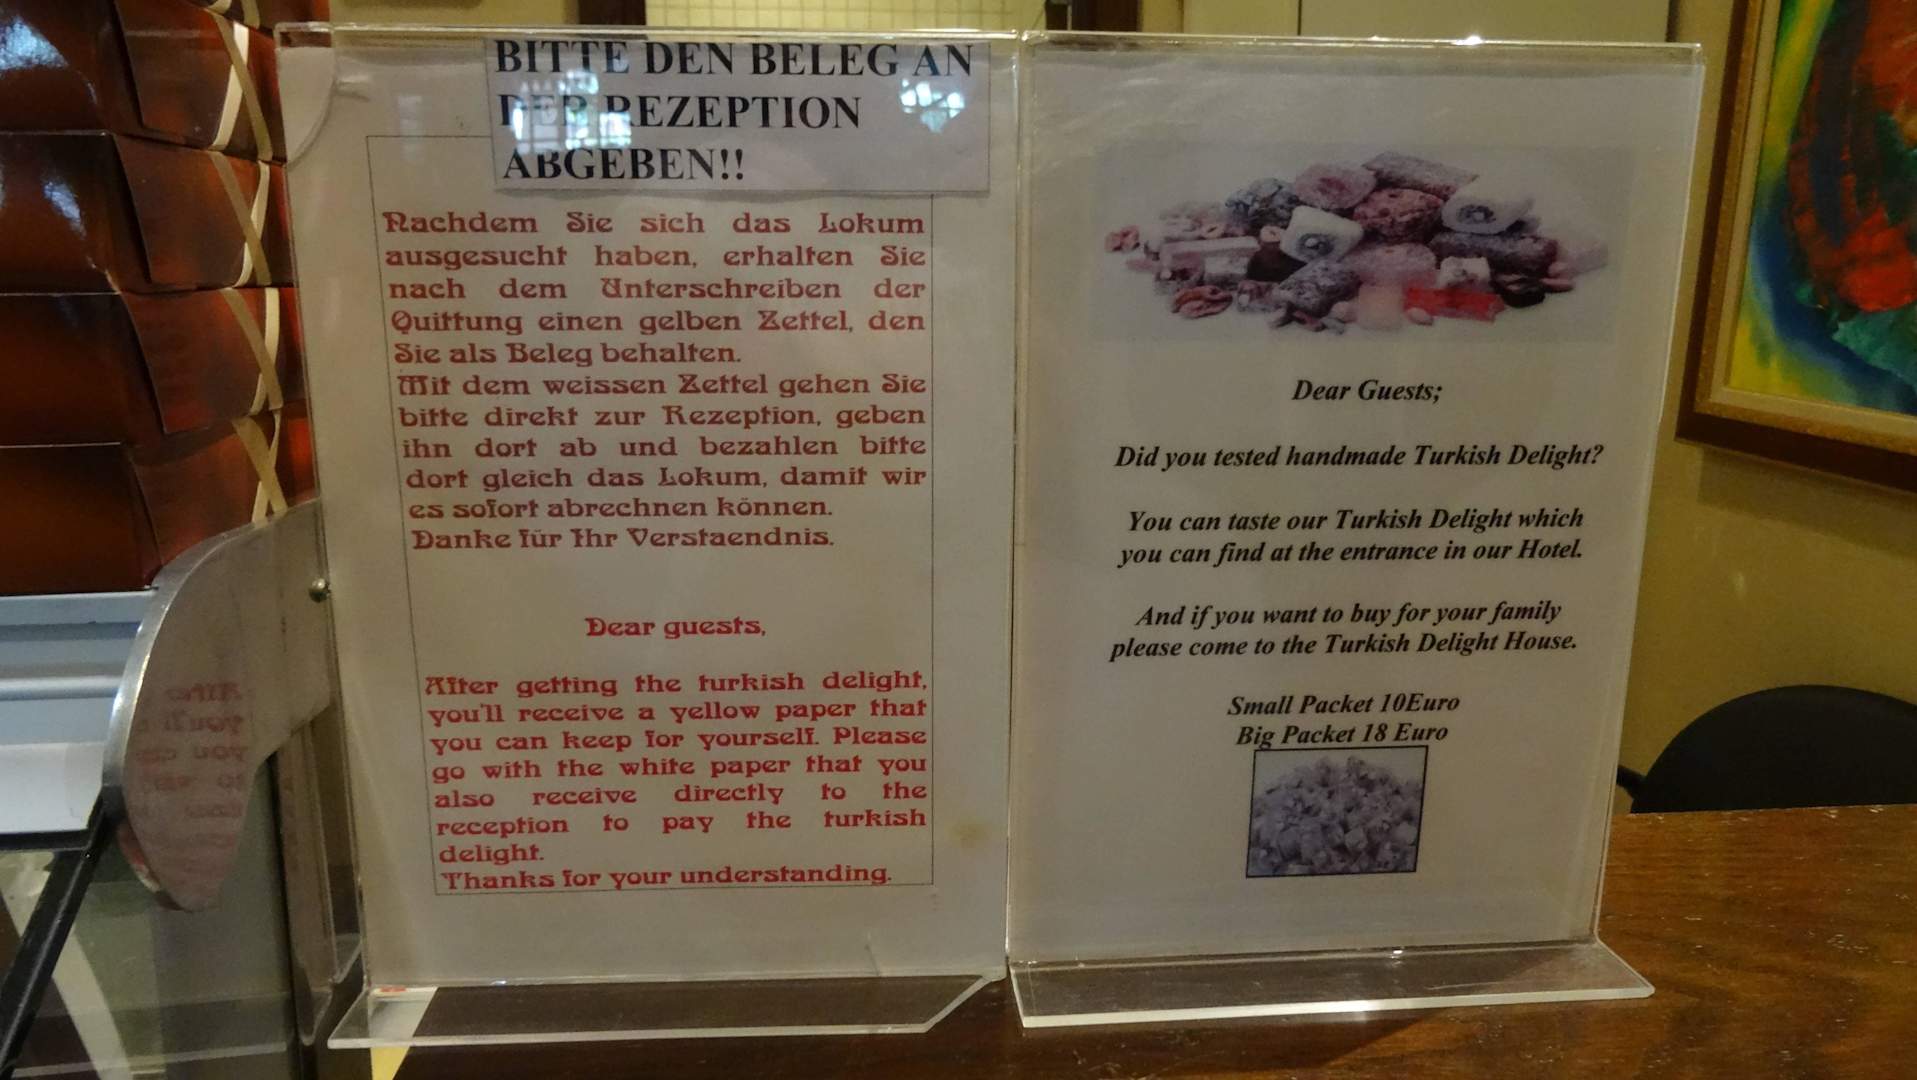 BITTE DEN BELEG AN
DER REZEPTION
ABGEBEN!!
Nachdem Sie sich das Lokum
ausgesucht haben, erhalten Sie
nach dem Unterschreiben der
Quittung einen gelben Zettel, den
Sie als Beleg behalten.
Mit dem weissen Zettel gehen Sie
bitte direkt zur Rezeption, geben
ihn dort ab und bezahlen bitte
dort gleich das Lokum, damit wir
es sofort abrechnen können.
Danke für Ihr Verstaendnis.
Dear guests,
After getting the turkish delight,
you'll receive a yellow paper that
you can keep for yourself. Please
go with the white paper that you
also receive directly to the
reception to pay the turkish
delight.
Thanks for your understanding.
Dear Guests;
Did you tested handmade Turkish Delight?
You can taste our Turkish Delight which
you can find at the entrance in our Hotel.
And if you want to buy for your family
please come to the Turkish Delight House.
Small Packet 10Euro
Big Packet 18 Euro